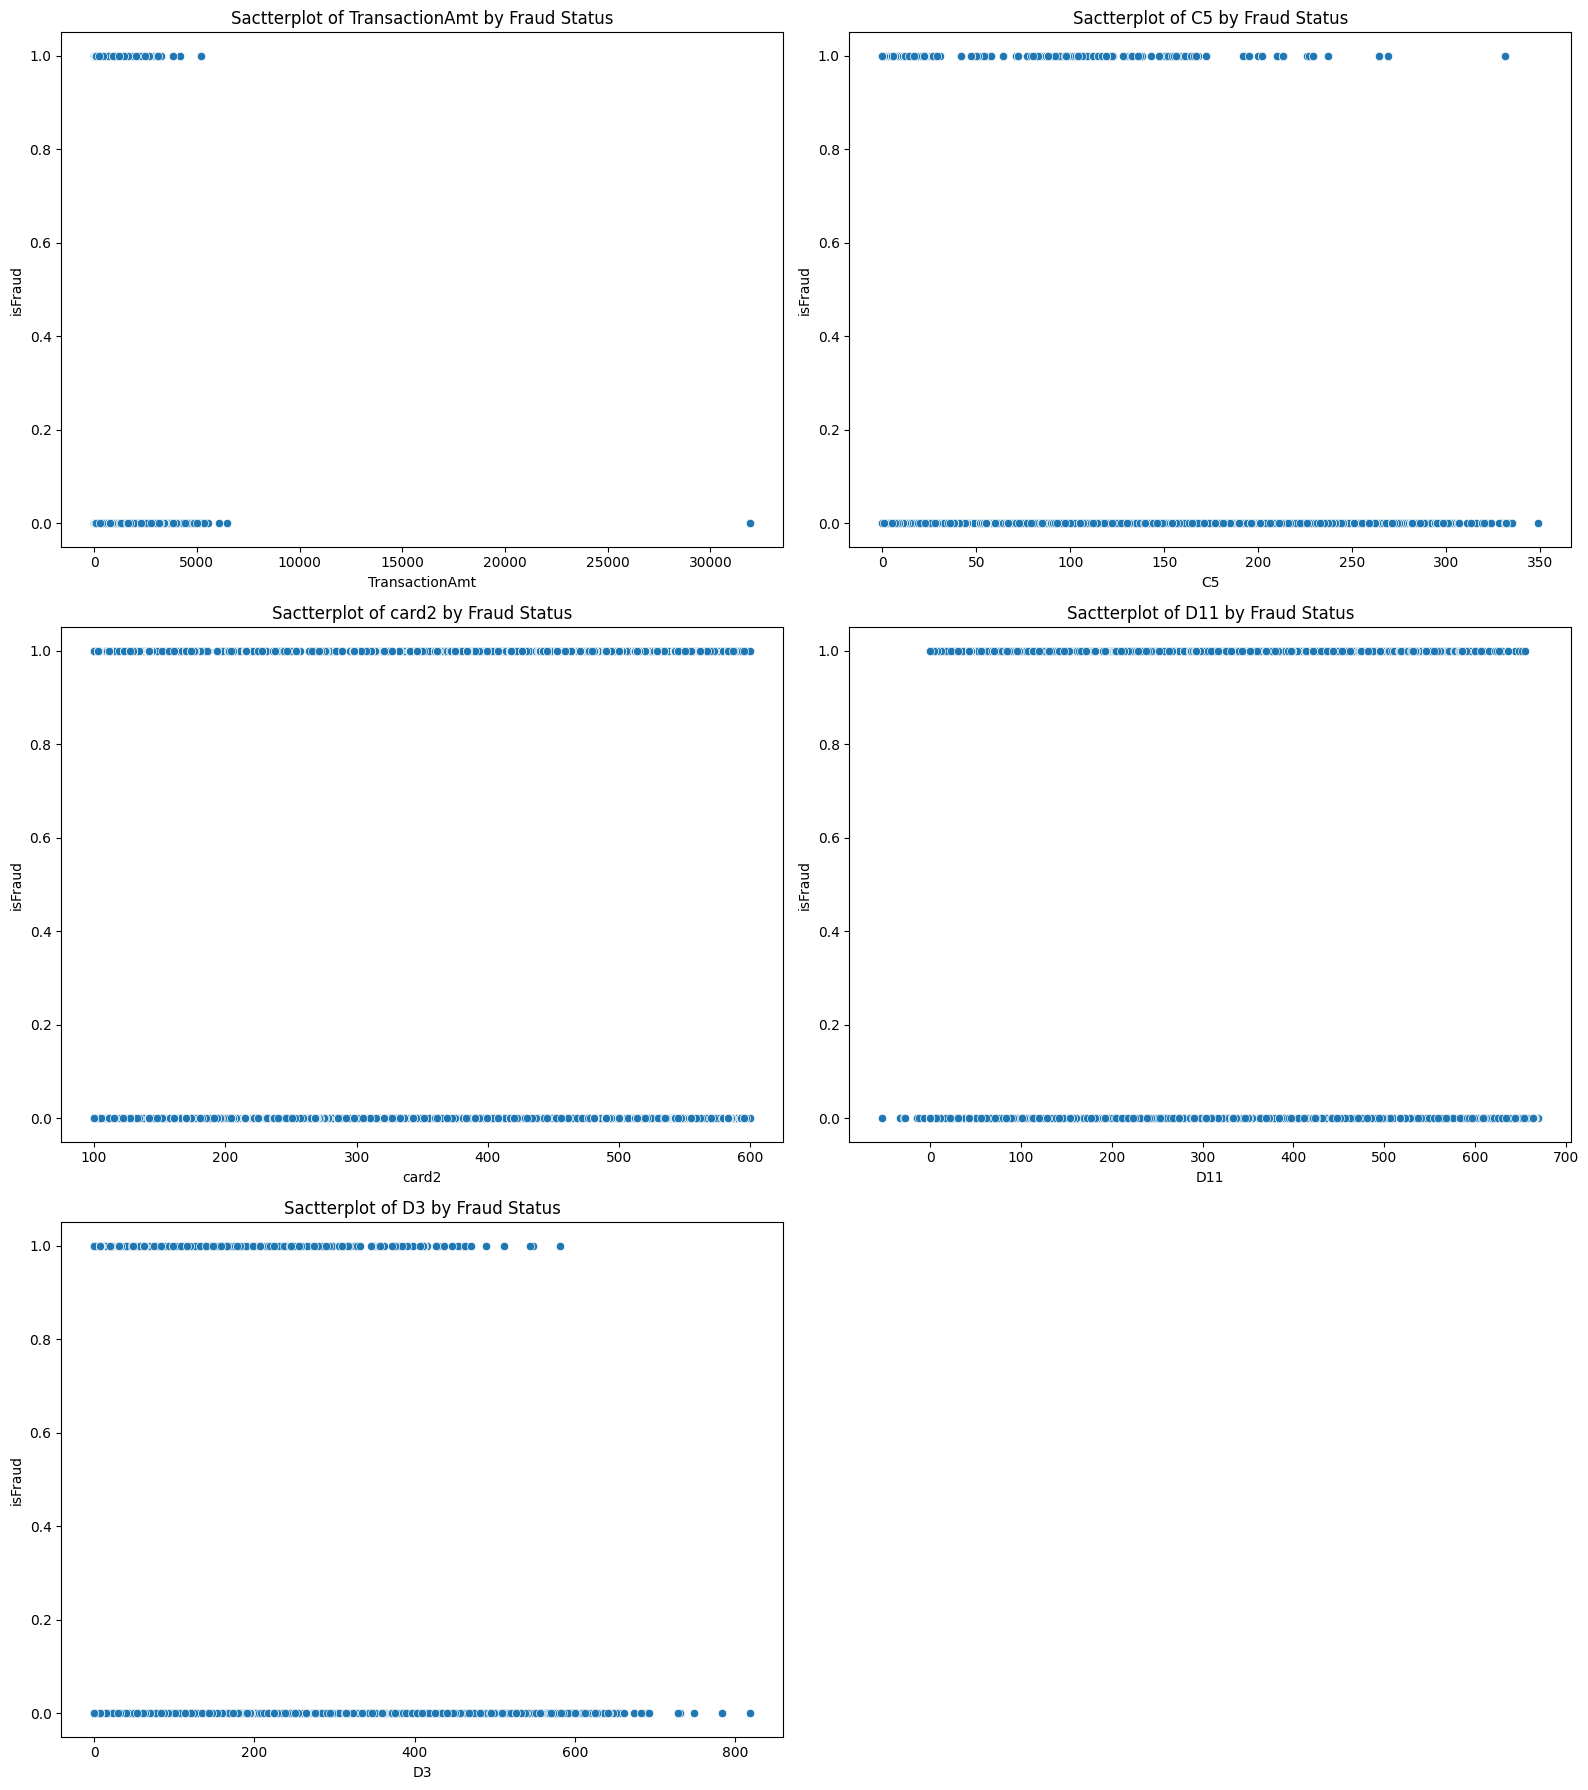 Sactterplot of TransactionAmt by Fraud Status
1.0
0.8
0.6
0.4
0.2
0.0
isFraud
0 5000 10000 15000 20000 25000 30000
TransactionAmt
Sactterplot of C5 by Fraud Status
1.0
0.8
0.6
0.4
0.2
0.0
isFraud
0 50 100 150 200 250 300 350
C5
Sactterplot of card2 by Fraud Status
1.0
0.8
0.6
0.4
0.2
0.0
isFraud
100 200 300 400 500 600
card2
Sactterplot of D11 by Fraud Status
1.0
0.8
0.6
0.4
0.2
0.0
isFraud
0 100 200 300 400 500 600 700
D11
Sactterplot of D3 by Fraud Status
1.0
0.8
0.6
0.4
0.2
0.0
isFraud
0 200 400 600 800
D3